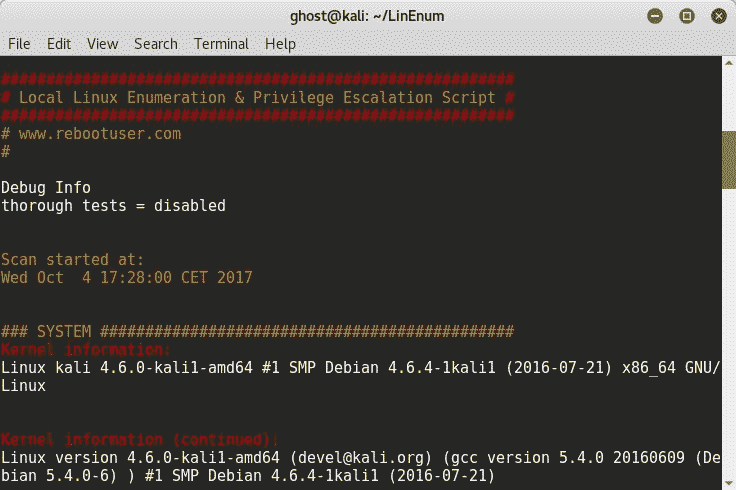 ghost@kali: ~/LinEnum
File Edit View Search Terminal Help
#########################################################
# Local Linux Enumeration & Privilege Escalation Script #
#########################################################
# www.rebootuser.com
#
Debug Info
thorough tests = disabled
Scan started at:
Wed Oct  4 17:28:00 CET 2017
### SYSTEM ##############################################
Kernel information:
Linux kali 4.6.0-kali1-amd64 #1 SMP Debian 4.6.4-1kali1 (2016-07-21) x86_64 GNU/
Linux
Kernel information (continued):
Linux version 4.6.0-kali1-amd64 (devel@kali.org) (gcc version 5.4.0 20160609 (De
bian 5.4.0-6) ) #1 SMP Debian 4.6.4-1kali1 (2016-07-21)